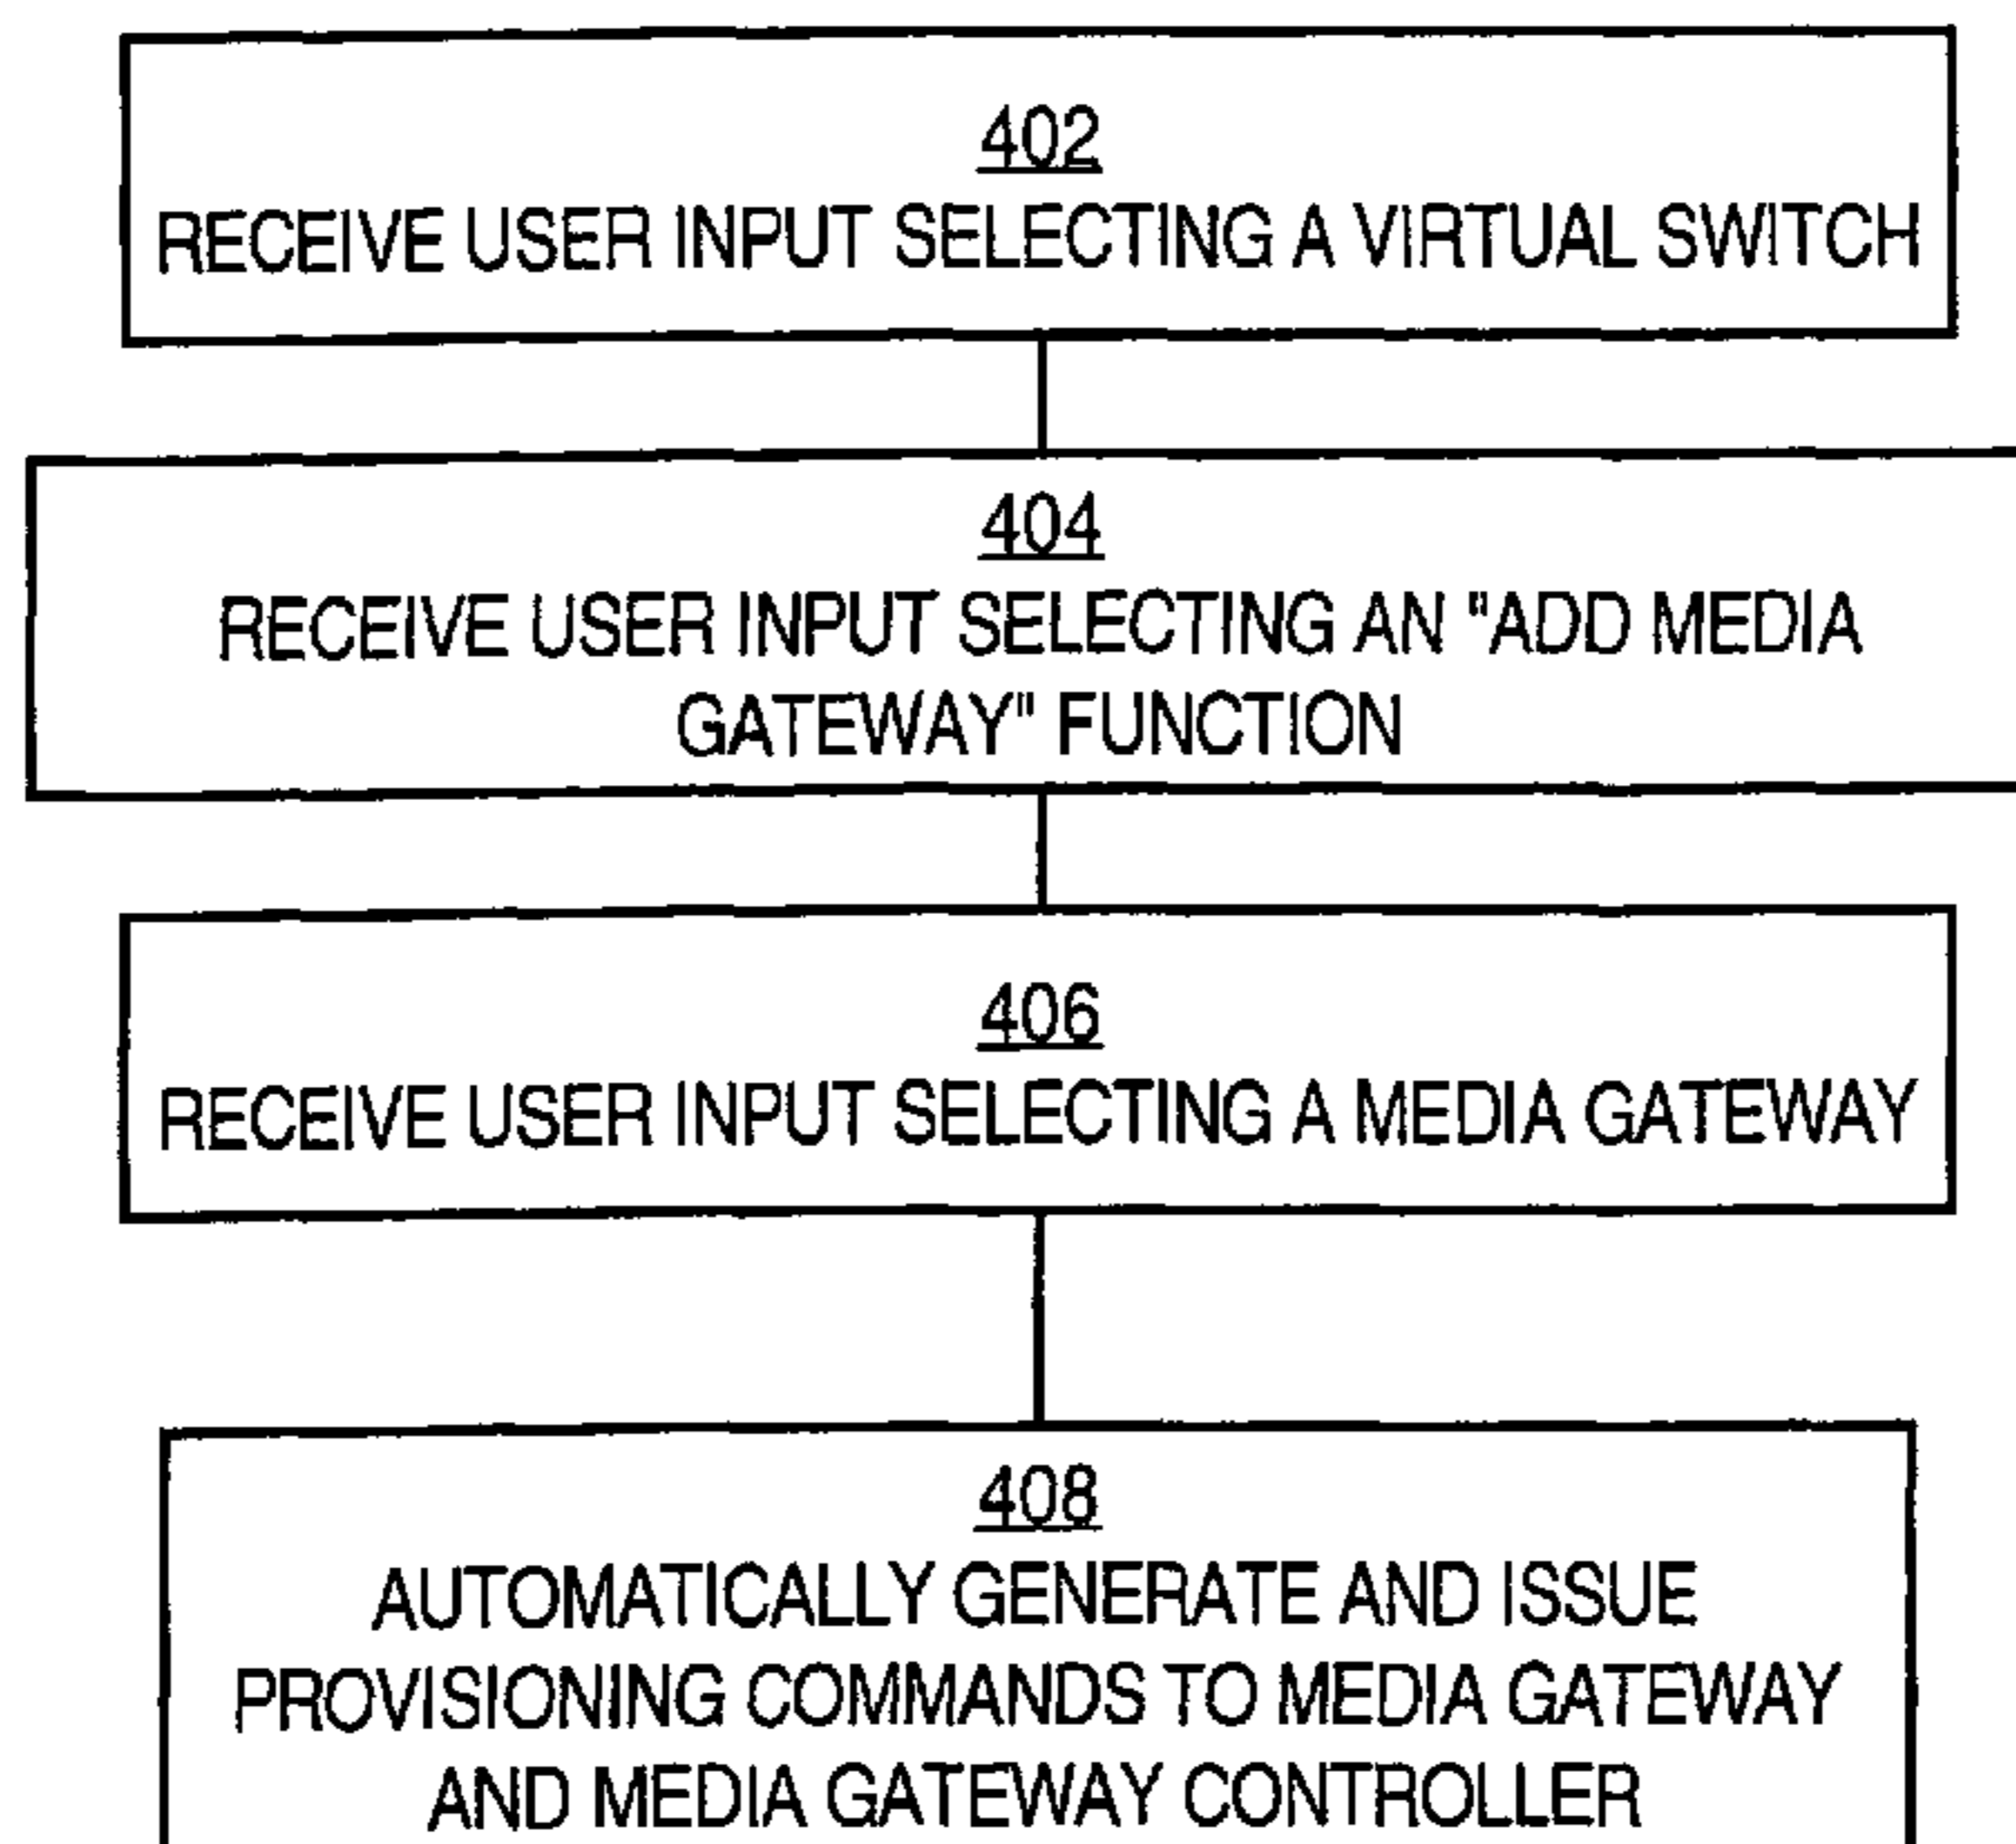 402
RECEIVE USER INPUT SELECTING A VIRTUAL SWITCH
404
RECEIVE USER INPUT SELECTING AN "ADD MEDIA
GATEWAY" FUNCTION
406
RECEIVE USER INPUT SELECTING A MEDIA GATEWAY
408
AUTOMATICALLY GENERATE AND ISSUE
PROVISIONING COMMANDS TO MEDIA GATEWAY
AND MEDIA GATEWAY CONTROLLER